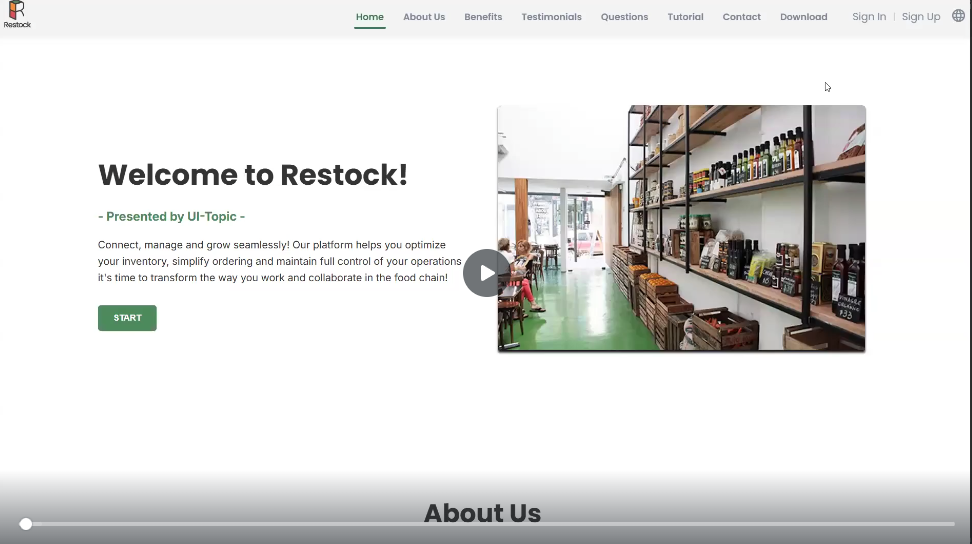 Restock
Home About Us Benefits Testimonials Questions Tutorial Contact Download Sign In | Sign Up
Welcome to Restock!
- Presented by UI-Topic -
Connect, manage and grow seamlessly! Our platform helps you optimize
your inventory, simplify ordering and maintain full control of your operations
it's time to transform the way you work and collaborate in the food chain!
START
VINAGRE
ORGANIC
$33
About Us